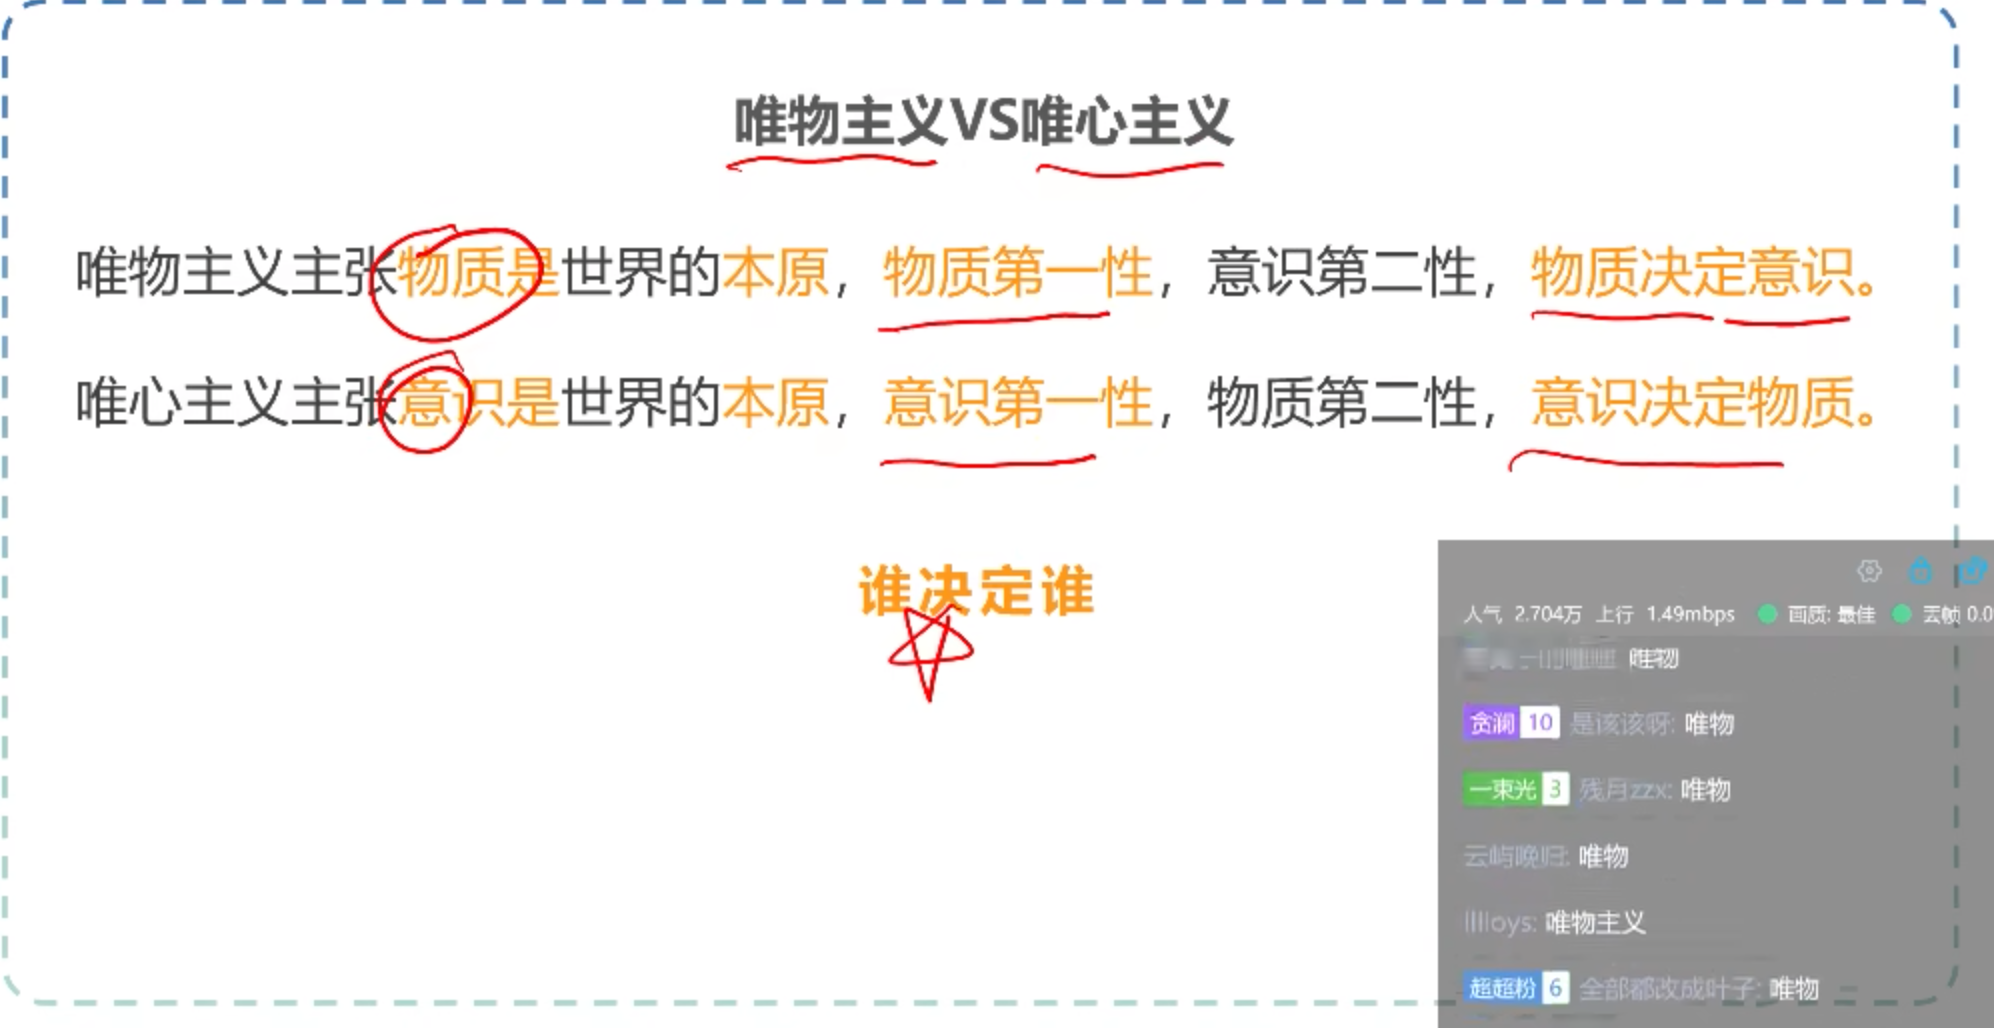 唯物主义VS唯心主义
唯物主义主张物质是世界的本原，物质第一性，意识第二性，物质决定意识。
唯心主义主张意识是世界的本原，意识第一性，物质第二性，意识决定物质。
谁决定谁
人气 2.704万 上行 1.49mbps 画质: 最佳 丢帧 0.0
唯物
贪澜 10 是该该呀: 唯物
一束光 3 残月zzx: 唯物
云屿晚归: 唯物
lllloys: 唯物主义
超超粉 6 全部都改成叶子: 唯物